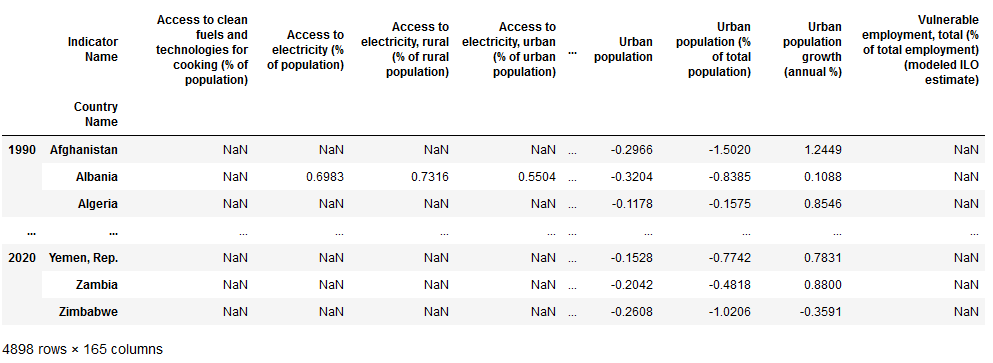 Indicator Name Access to clean fuels and technologies for cooking (% of population) Access to electricity (% of population) Access to electricity, rural (% of rural population) Access to electricity, urban (% of urban population) ... Urban population Urban population (% of total population) Urban population growth (annual %) Vulnerable employment, total (% of total employment) (modeled ILO estimate)
Country Name
1990 Afghanistan NaN NaN NaN NaN ... -0.2966 -1.5020 1.2449 NaN
Albania NaN 0.6983 0.7316 0.5504 ... -0.3204 -0.8385 0.1088 NaN
Algeria NaN NaN NaN NaN ... -0.1178 -0.1575 0.8546 NaN
... ... ... ... ... ... ... ... ... ... ...
2020 Yemen, Rep. NaN NaN NaN NaN ... -0.1528 -0.7742 0.7831 NaN
Zambia NaN NaN NaN NaN ... -0.2042 -0.4818 0.8800 NaN
Zimbabwe NaN NaN NaN NaN ... -0.2608 -1.0206 -0.3591 NaN
4898 rows × 165 columns